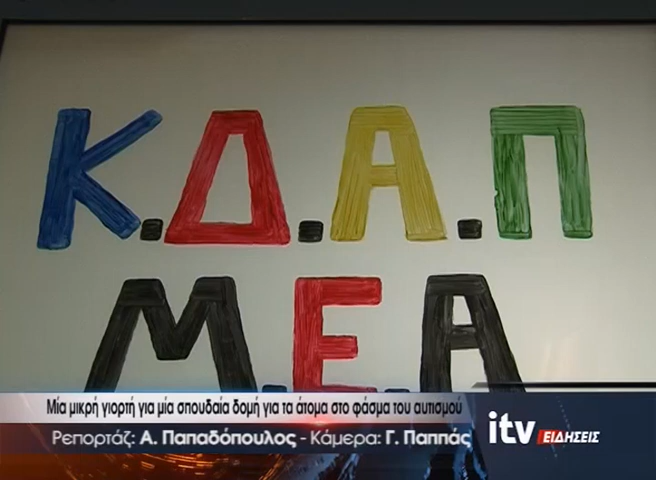 Κ.Δ.Α.Π
Μ.Ε.Α
Μία μικρή γιορτή για μία σπουδαία δομή για τα άτομα στο φάσμα του αυτισμού
Ρεπορτάζ: Α. Παπαδόπουλος - Κάμερα: Γ. Παππάς
itv ΕΙΔΗΣΕΙΣ